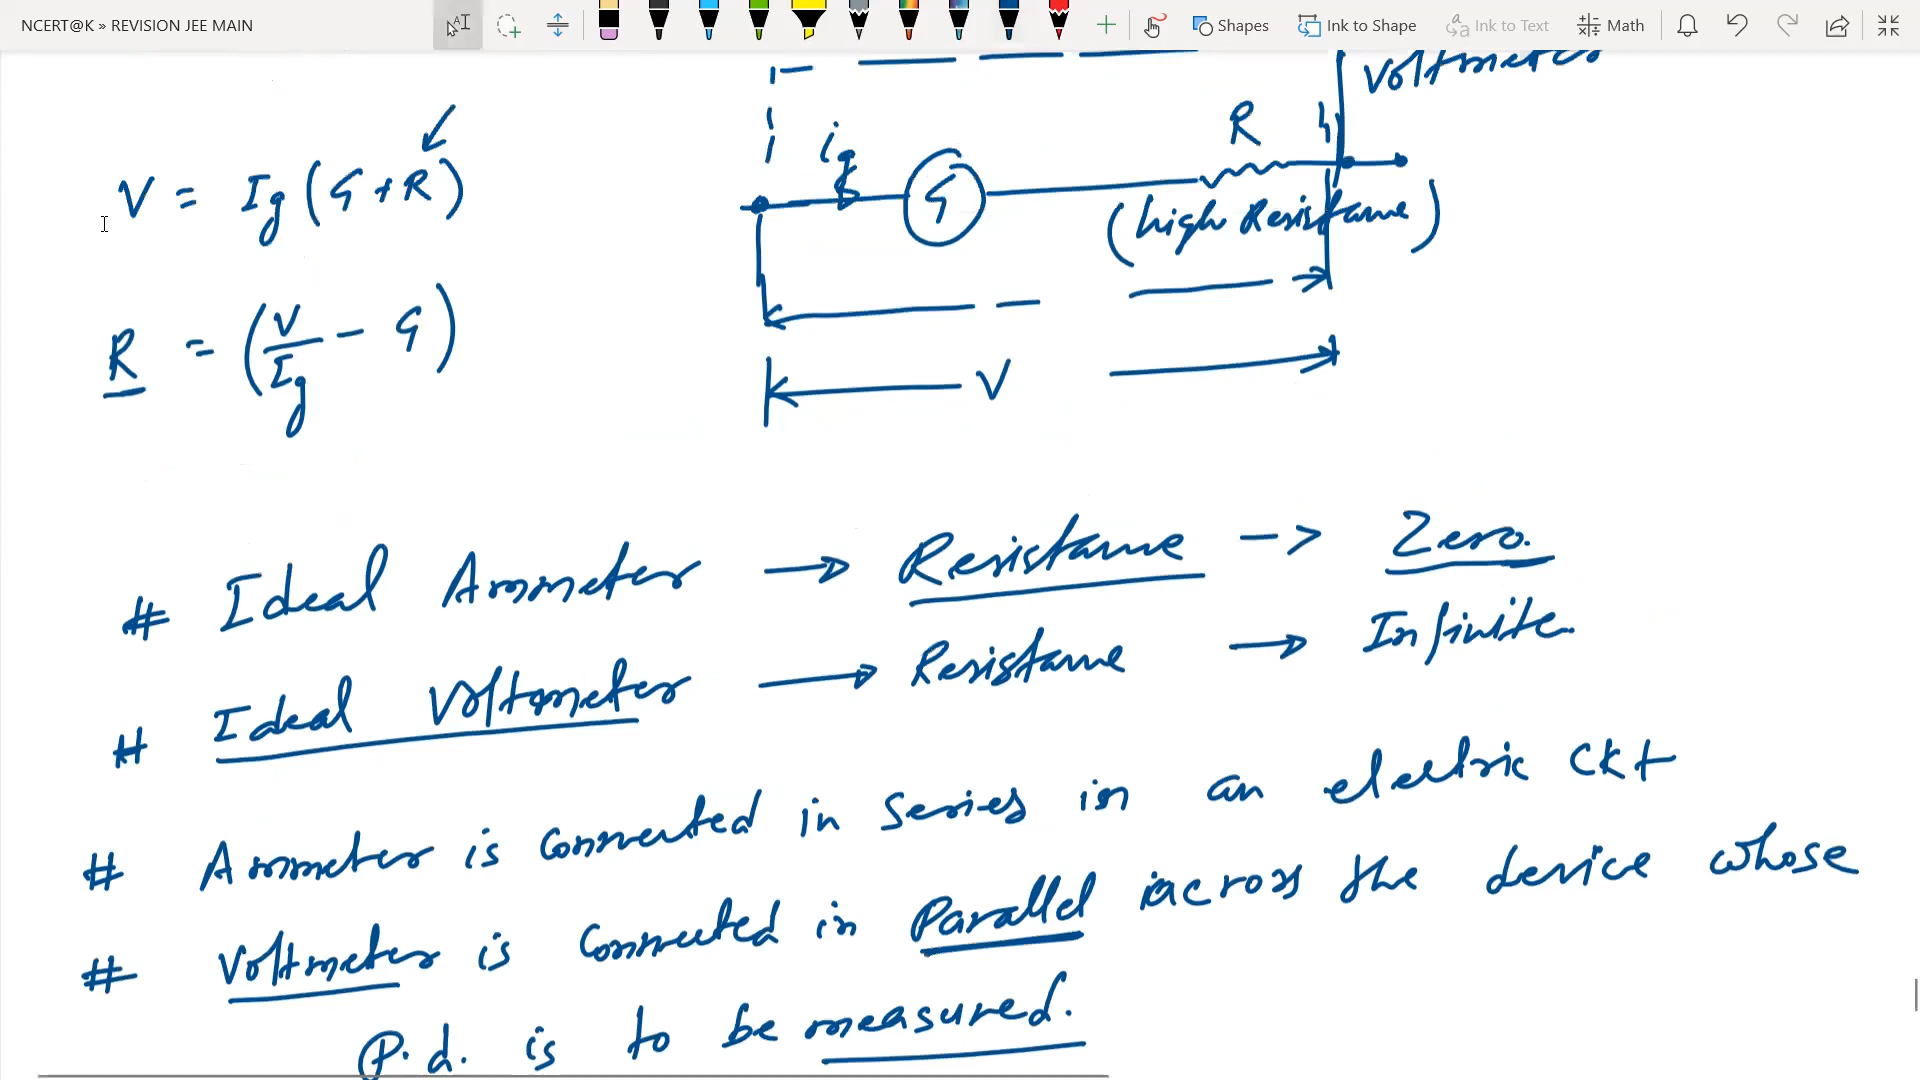 NCERT@K » REVISION JEE MAIN
Shapes
Ink to Shape
Ink to Text
Math
Voltmeter
ig
G
R
(high Resistance)
V
V = Ig (G + R)
R = (V/Ig - G)
# Ideal Ammeter → Resistance -> Zero.
# Ideal Voltmeter → Resistance → Infinite.
# Ammeter is connected in series in an electric ckt
# Voltmeter is connected in Parallel across the device whose
P.d. is to be measured.